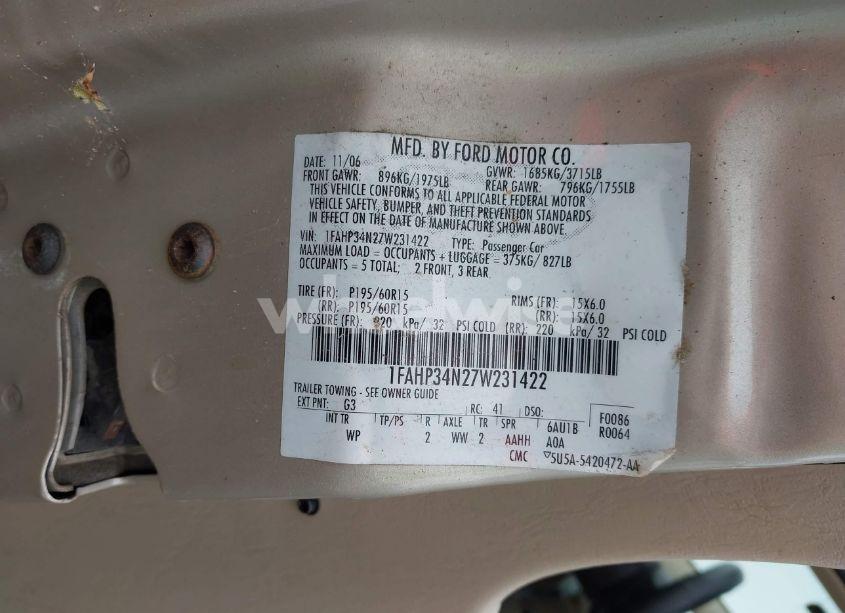 MFD. BY FORD MOTOR CO.
DATE: 11/06 GVWR: 1685KG/3715LB
FRONT GAWR: 896KG/1975LB REAR GAWR: 796KG/1755LB
THIS VEHICLE CONFORMS TO ALL APPLICABLE FEDERAL MOTOR
VEHICLE SAFETY, BUMPER, AND THEFT PREVENTION STANDARDS
IN EFFECT ON THE DATE OF MANUFACTURE SHOWN ABOVE.
VIN: 1FAHP34N27W231422 TYPE: Passenger Car
MAXIMUM LOAD = OCCUPANTS + LUGGAGE = 375KG/ 827LB
OCCUPANTS = 5 TOTAL; 2 FRONT, 3 REAR
TIRE (FR): P195/60R15 RIMS (FR): 15X6.0
(RR): P195/60R15 (RR): 15X6.0
PRESSURE (FR): 220 kPa/ 32 PSI COLD (RR): 220 kPa/ 32 PSI COLD
1FAHP34N27W231422
TRAILER TOWING - SEE OWNER GUIDE
EXT PNT: G3 RC: 41 DSO: F0086
INT TR TP/PS R AXLE TR SPR 6AU1B R0064
WP 2 WW 2 AAHH A0A
CMC ▽5U5A-5420472-AA